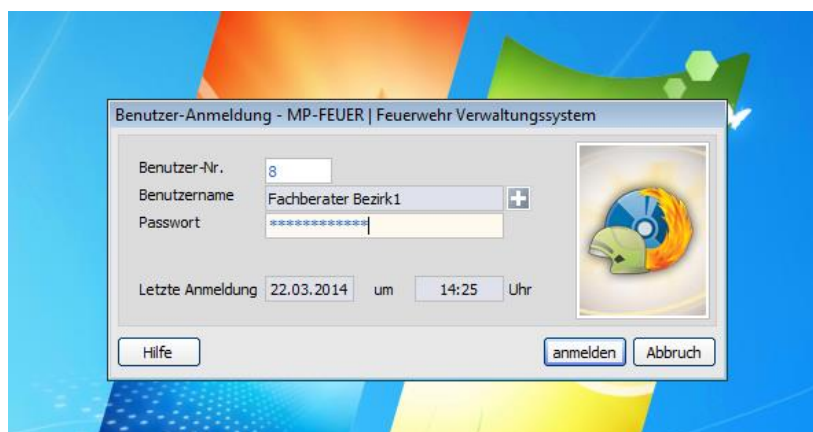 Benutzer-Anmeldung - MP-FEUER | Feuerwehr Verwaltungssystem
Benutzer-Nr. 8
Benutzername Fachberater Bezirk1
Passwort ************
Letzte Anmeldung 22.03.2014 um 14:25 Uhr
Hilfe anmelden Abbruch